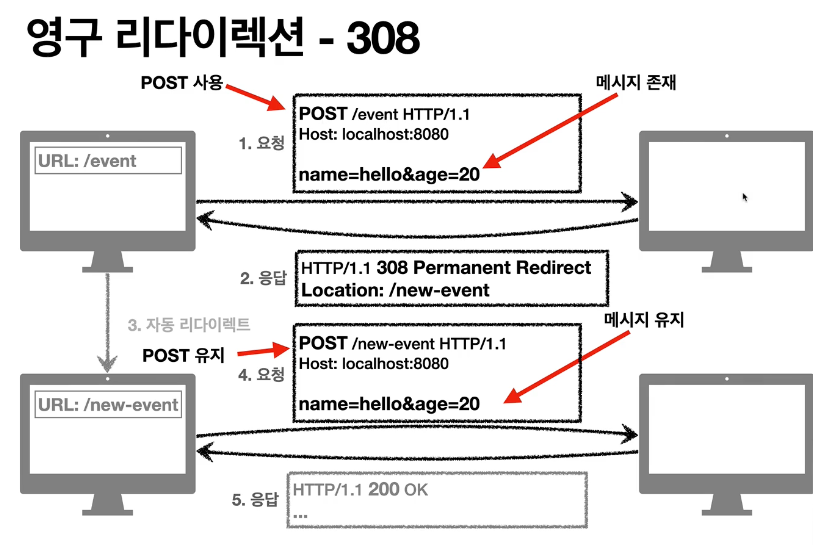 영구 리다이렉션 - 308
POST 사용
메시지 존재
1. 요청
POST /event HTTP/1.1
Host: localhost:8080
name=hello&age=20
URL: /event
2. 응답
HTTP/1.1 308 Permanent Redirect
Location: /new-event
3. 자동 리다이렉트
POST 유지
메시지 유지
4. 요청
POST /new-event HTTP/1.1
Host: localhost:8080
name=hello&age=20
URL: /new-event
5. 응답
HTTP/1.1 200 OK
...